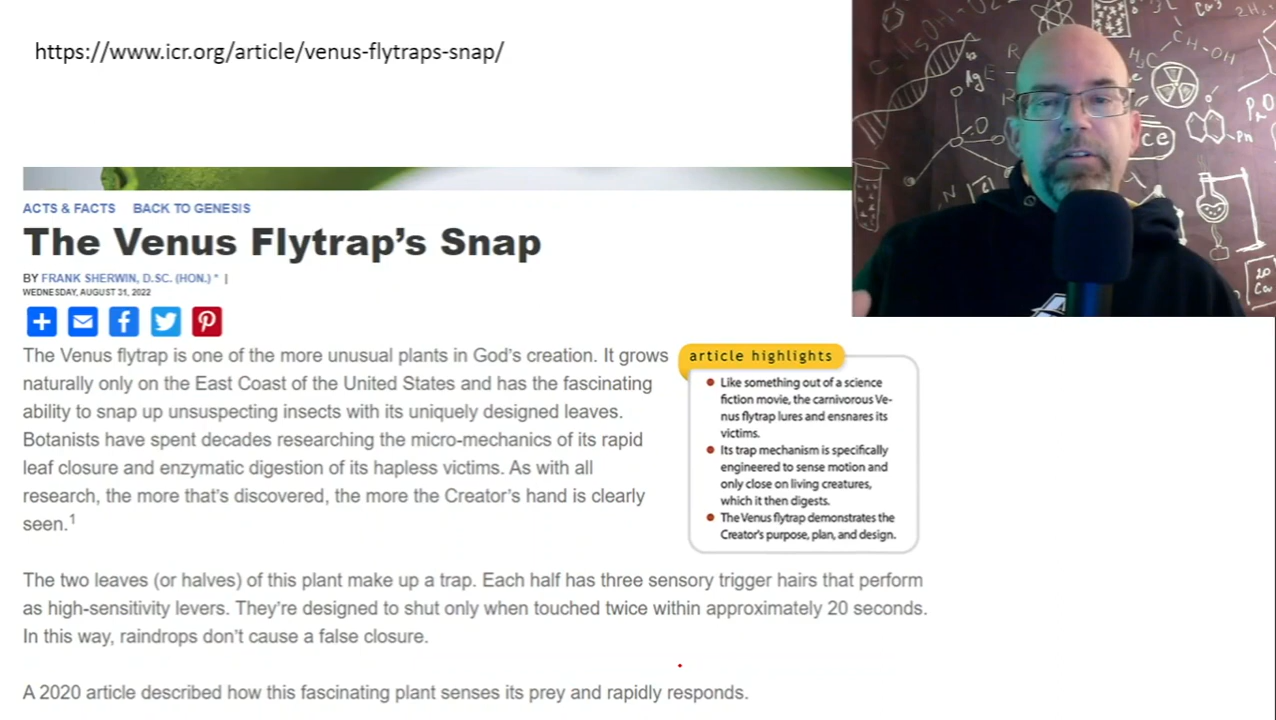 https://www.icr.org/article/venus-flytraps-snap/
ACTS & FACTS BACK TO GENESIS
The Venus Flytrap's Snap
BY FRANK SHERWIN, D.SC. (HON.) * |
WEDNESDAY, AUGUST 31, 2022
The Venus flytrap is one of the more unusual plants in God's creation. It grows
naturally only on the East Coast of the United States and has the fascinating
ability to snap up unsuspecting insects with its uniquely designed leaves.
Botanists have spent decades researching the micro-mechanics of its rapid
leaf closure and enzymatic digestion of its hapless victims. As with all
research, the more that's discovered, the more the Creator's hand is clearly
seen.1
article highlights
Like something out of a science
fiction movie, the carnivorous Ve-
nus flytrap lures and ensnares its
victims.
Its trap mechanism is specifically
engineered to sense motion and
only close on living creatures,
which it then digests.
The Venus flytrap demonstrates the
Creator's purpose, plan, and design.
The two leaves (or halves) of this plant make up a trap. Each half has three sensory trigger hairs that perform
as high-sensitivity levers. They're designed to shut only when touched twice within approximately 20 seconds.
In this way, raindrops don't cause a false closure.
A 2020 article described how this fascinating plant senses its prey and rapidly responds.